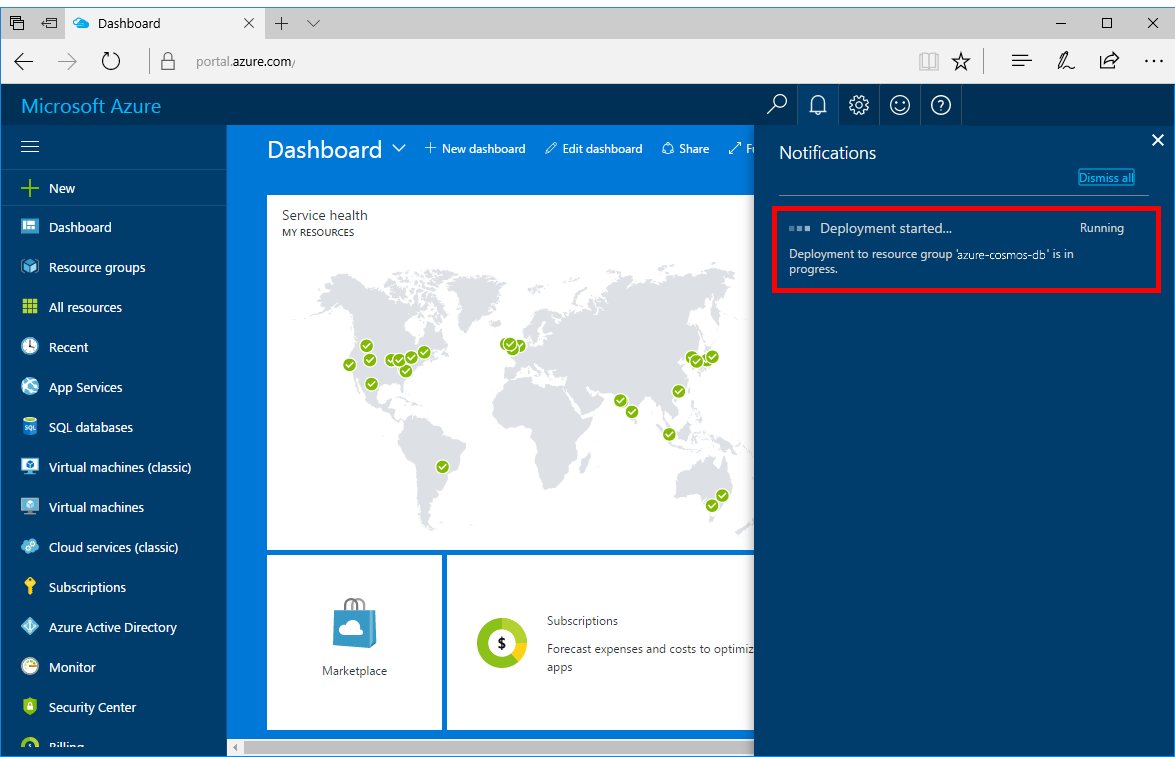 Dashboard
portal.azure.com/
Microsoft Azure
New
Dashboard
Resource groups
All resources
Recent
App Services
SQL databases
Virtual machines (classic)
Virtual machines
Cloud services (classic)
Subscriptions
Azure Active Directory
Monitor
Security Center
Billing
Dashboard
New dashboard
Edit dashboard
Share
Service health
MY RESOURCES
Marketplace
Subscriptions
Forecast expenses and costs to optimiz
apps
Notifications
Dismiss all
Deployment started... Running
Deployment to resource group 'azure-cosmos-db' is in
progress.